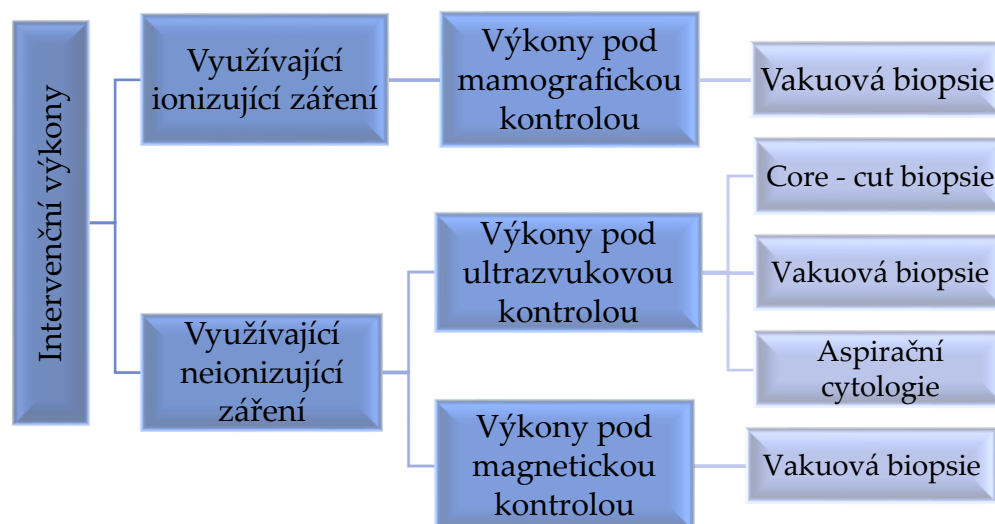 Intervenční výkony
Využívající
ionizující záření
Výkony pod
mamografickou
kontrolou
Vakuová biopsie
Využívající
neionizující
záření
Výkony pod
ultrazvukovou
kontrolou
Core - cut biopsie
Vakuová biopsie
Aspirační
cytologie
Výkony pod
magnetickou
kontrolou
Vakuová biopsie